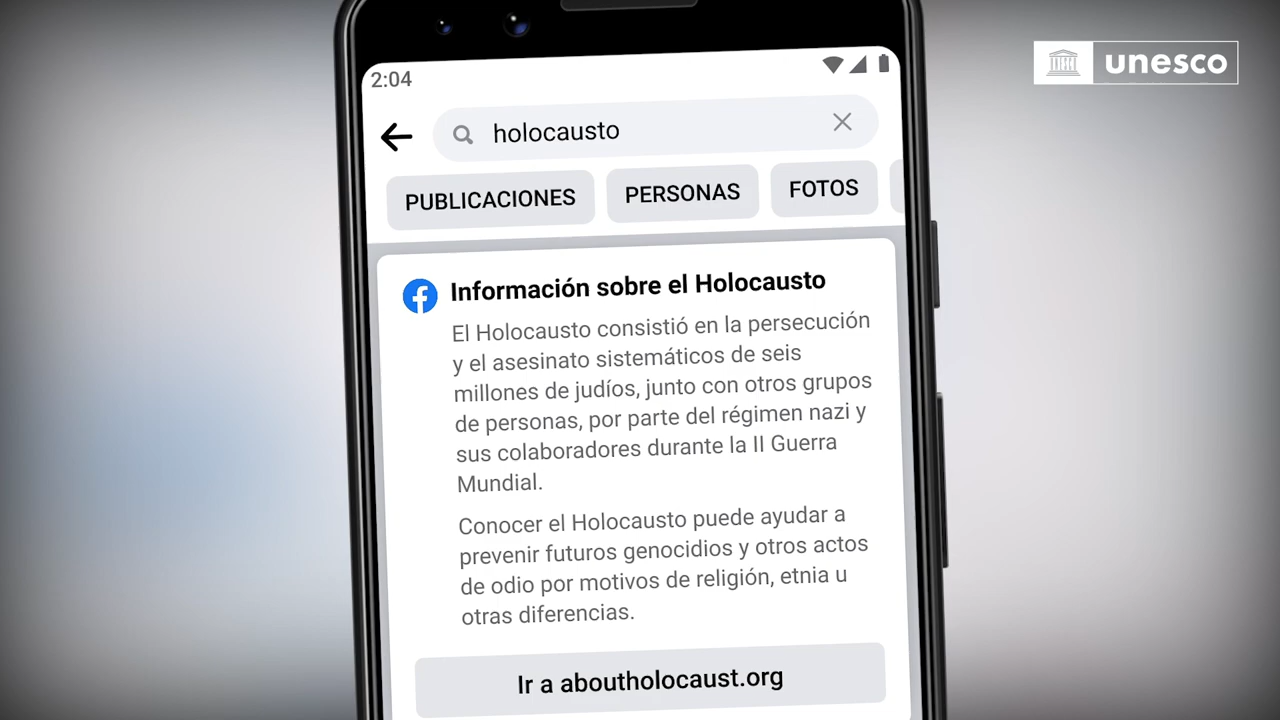 unesco
2:04
holocausto
PUBLICACIONES PERSONAS FOTOS
Información sobre el Holocausto
El Holocausto consistió en la persecución
y el asesinato sistemáticos de seis
millones de judíos, junto con otros grupos
de personas, por parte del régimen nazi y
sus colaboradores durante la II Guerra
Mundial.
Conocer el Holocausto puede ayudar a
prevenir futuros genocidios y otros actos
de odio por motivos de religión, etnia u
otras diferencias.
Ir a aboutholocaust.org